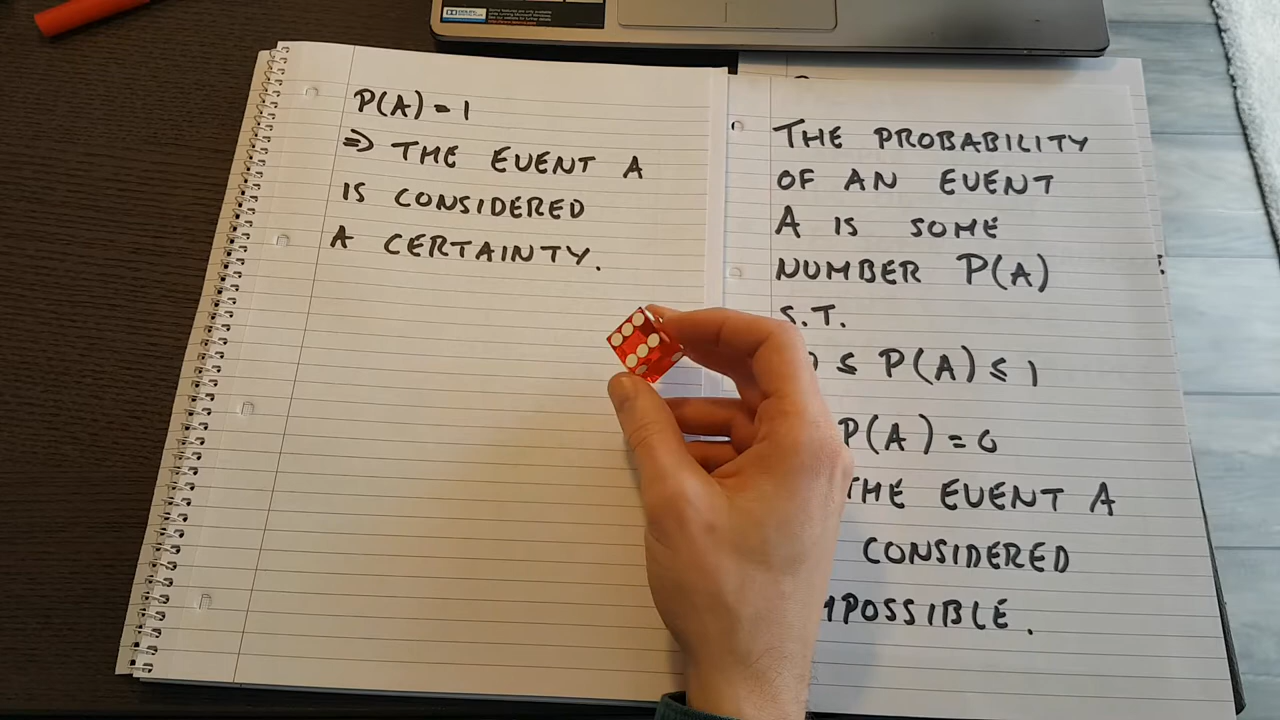 P(A) = 1
⇒ THE EVENT A
IS CONSIDERED
A CERTAINTY.
THE PROBABILITY
OF AN EVENT
A IS SOME
NUMBER P(A)
S.T.
≤ P(A) ≤ 1
P(A) = 0
THE EVENT A
CONSIDERED
MPOSSIBLE.